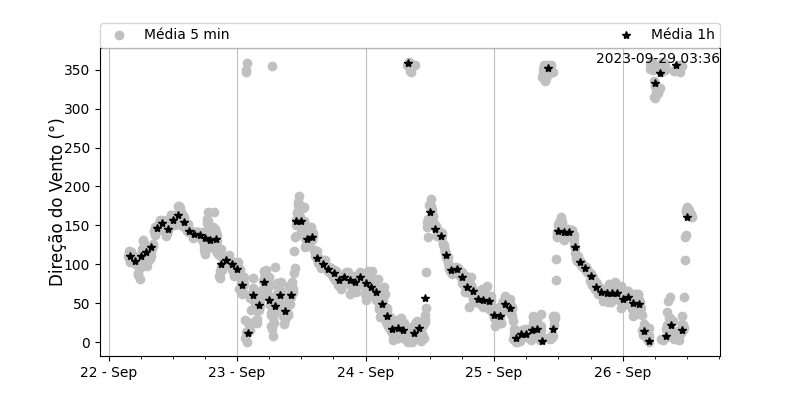 Média 5 min
Média 1h
2023-09-29 03:36
Direção do Vento (°)
350
300
250
200
150
100
50
0
22 - Sep
23 - Sep
24 - Sep
25 - Sep
26 - Sep